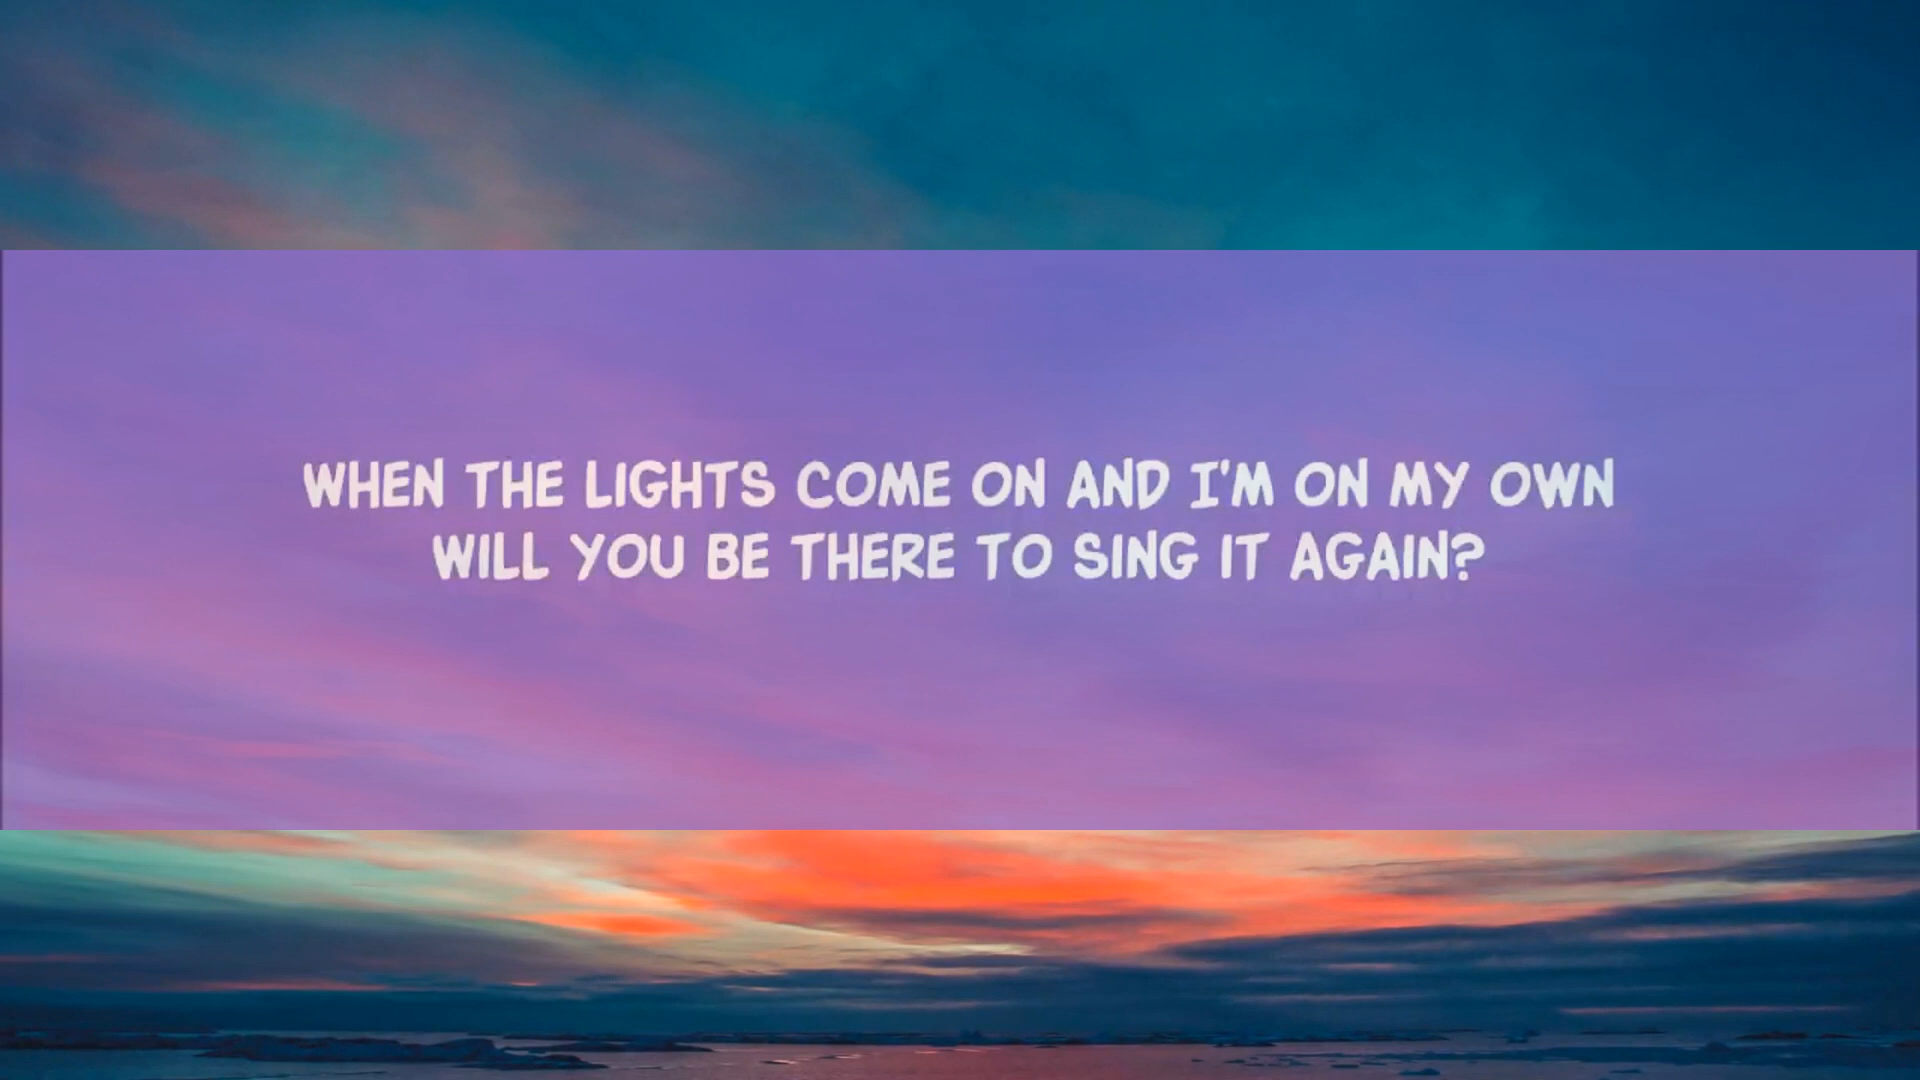 WHEN THE LIGHTS COME ON AND I'M ON MY OWN
WILL YOU BE THERE TO SING IT AGAIN?